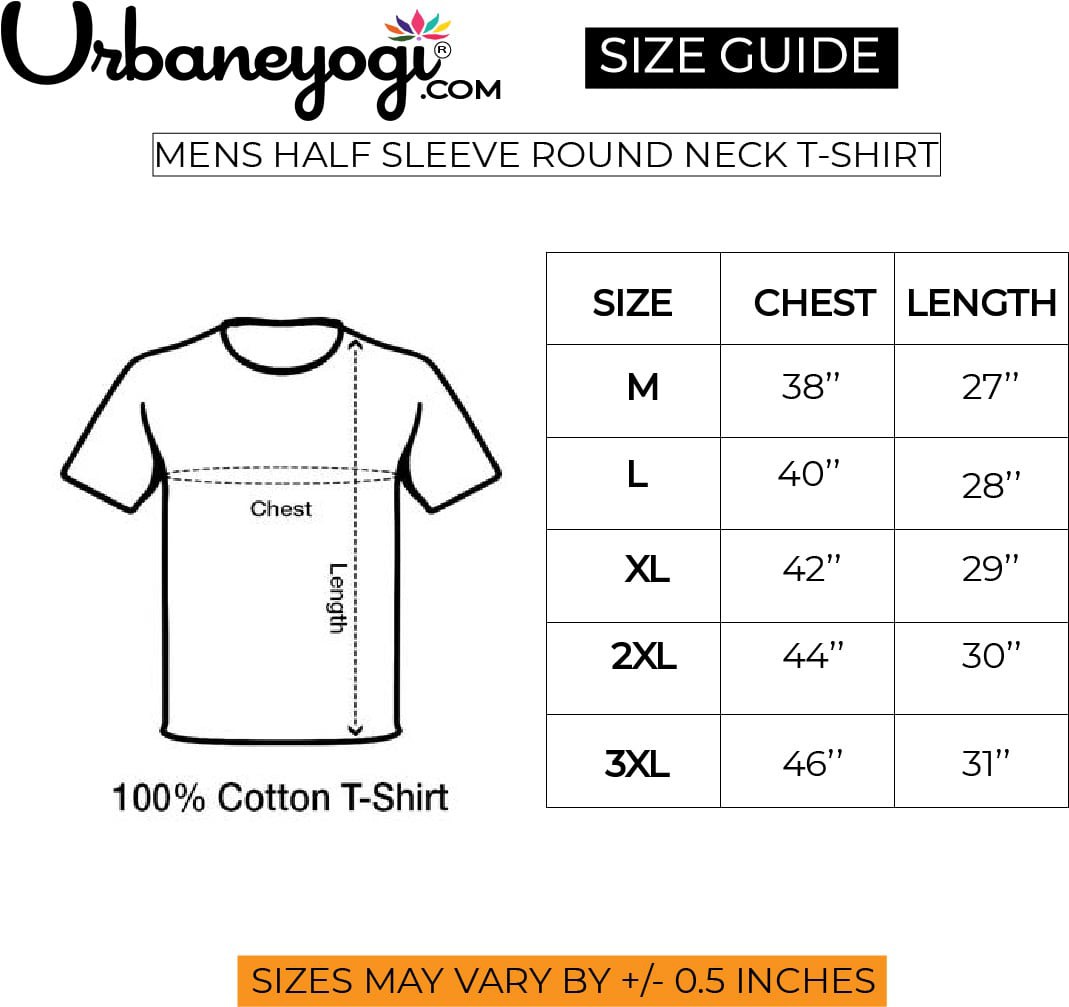 Urbaneyogi®
.COM
SIZE GUIDE
MENS HALF SLEEVE ROUND NECK T-SHIRT
SIZE CHEST LENGTH
M 38’’ 27’’
L 40’’ 28’’
XL 42’’ 29’’
2XL 44’’ 30’’
3XL 46’’ 31’’
Chest
Length
100% Cotton T-Shirt
SIZES MAY VARY BY +/- 0.5 INCHES